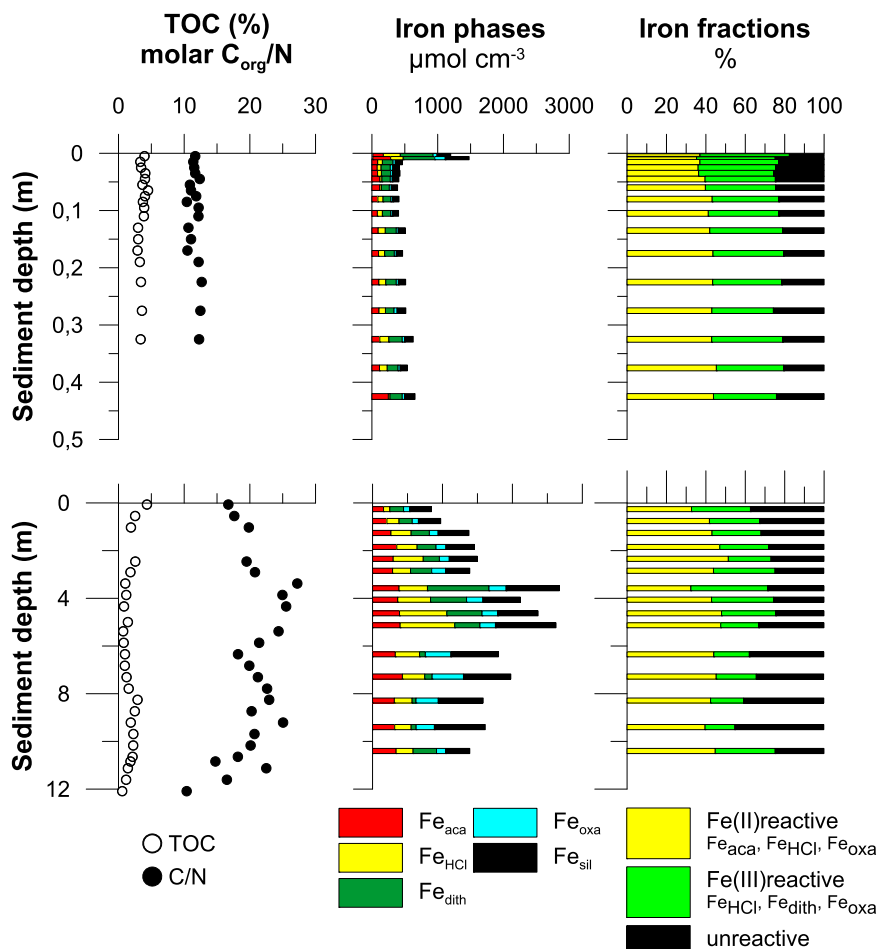 TOC (%)
molar Corg/N
Iron phases
µmol cm-3
Iron fractions
%
0 10 20 30
0 1000 2000 3000
0 20 40 60 80 100
Sediment depth (m)
0
0,1
0,2
0,3
0,4
0,5
Sediment depth (m)
0
4
8
12
TOC
C/N
Feaca
FeHCl
Fedith
Feoxa
Fesil
Fe(II)reactive
Feaca, FeHCl, Feoxa
Fe(III)reactive
FeHCl, Fedith, Feoxa
unreactive